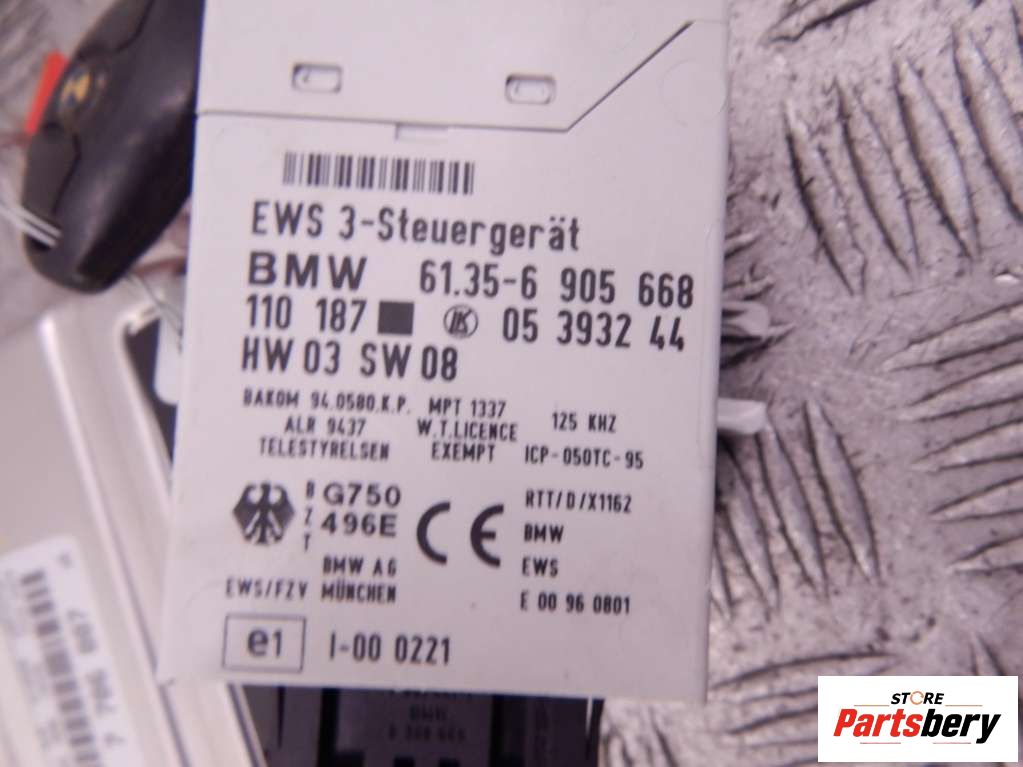 EWS 3-Steuergerät
BMW 61.35-6 905 668
110 187 05 3932 44
HW 03 SW 08
BAKOM 94.0580.K.P. MPT 1337 125 KHZ
ALR 9437 W.T.LICENCE
TELESTYRELSEN EXEMPT ICP-050TC-95
BZT G750 496E CE
RTT/D/X1162
BMW
EWS
E 00 96 0801
BMW AG
EWS/FZV MÜNCHEN
e1 I-00 0221
STORE
Partsbery